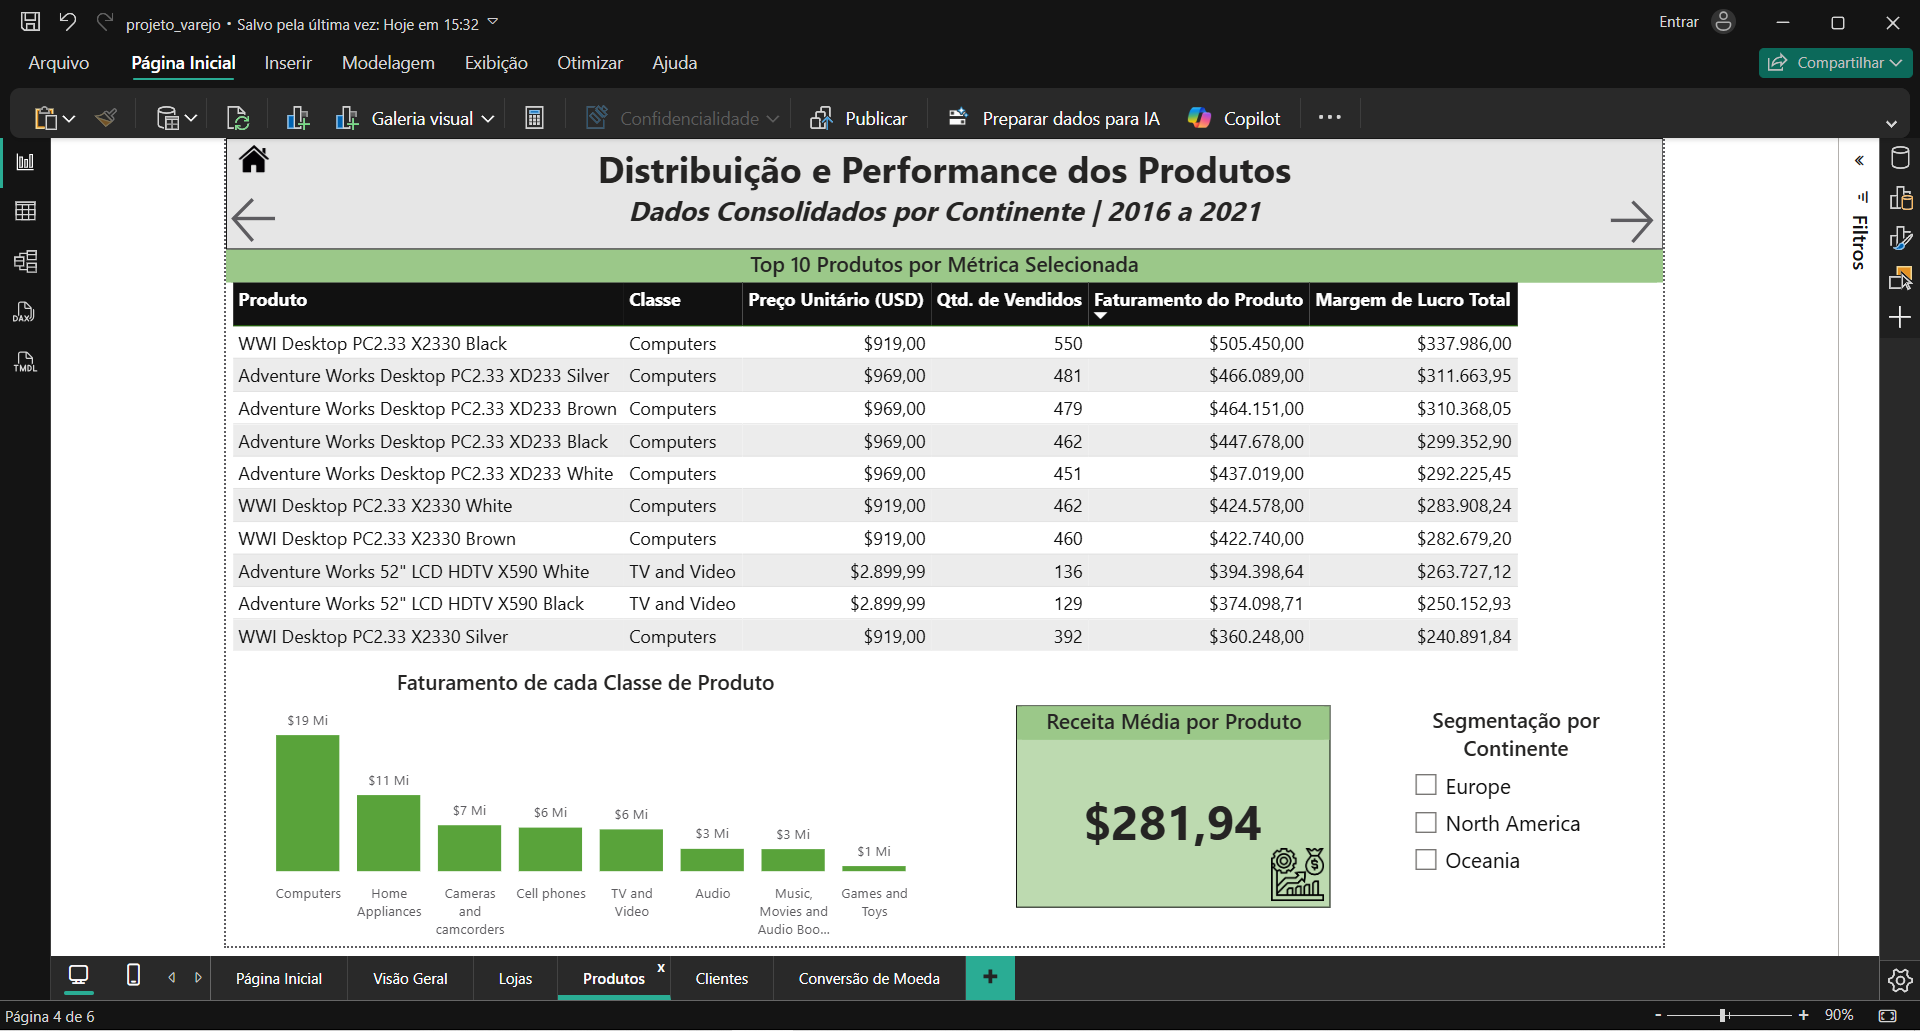 projeto_varejo • Salvo pela última vez: Hoje em 15:32
Entrar
Arquivo
Página Inicial
Inserir
Modelagem
Exibição
Otimizar
Ajuda
Compartilhar
Galeria visual
Confidencialidade
Publicar
Preparar dados para IA
Copilot
Distribuição e Performance dos Produtos
Dados Consolidados por Continente | 2016 a 2021
Top 10 Produtos por Métrica Selecionada
Produto Classe Preço Unitário (USD) Qtd. de Vendidos Faturamento do Produto Margem de Lucro Total
WWI Desktop PC2.33 X2330 Black Computers $919,00 550 $505.450,00 $337.986,00
Adventure Works Desktop PC2.33 XD233 Silver Computers $969,00 481 $466.089,00 $311.663,95
Adventure Works Desktop PC2.33 XD233 Brown Computers $969,00 479 $464.151,00 $310.368,05
Adventure Works Desktop PC2.33 XD233 Black Computers $969,00 462 $447.678,00 $299.352,90
Adventure Works Desktop PC2.33 XD233 White Computers $969,00 451 $437.019,00 $292.225,45
WWI Desktop PC2.33 X2330 White Computers $919,00 462 $424.578,00 $283.908,24
WWI Desktop PC2.33 X2330 Brown Computers $919,00 460 $422.740,00 $282.679,20
Adventure Works 52" LCD HDTV X590 White TV and Video $2.899,99 136 $394.398,64 $263.727,12
Adventure Works 52" LCD HDTV X590 Black TV and Video $2.899,99 129 $374.098,71 $250.152,93
WWI Desktop PC2.33 X2330 Silver Computers $919,00 392 $360.248,00 $240.891,84
Faturamento de cada Classe de Produto
$19 Mi
$11 Mi
$7 Mi
$6 Mi
$6 Mi
$3 Mi
$3 Mi
$1 Mi
Computers
Home
Appliances
Cameras
and
camcorders
Cell phones
TV and
Video
Audio
Music,
Movies and
Audio Boo...
Games and
Toys
Receita Média por Produto
$281,94
Segmentação por
Continente
Europe
North America
Oceania
Filtros
DAX
TMDL
Página Inicial
Visão Geral
Lojas
Produtos x
Clientes
Conversão de Moeda
+
Página 4 de 6
- + 90%